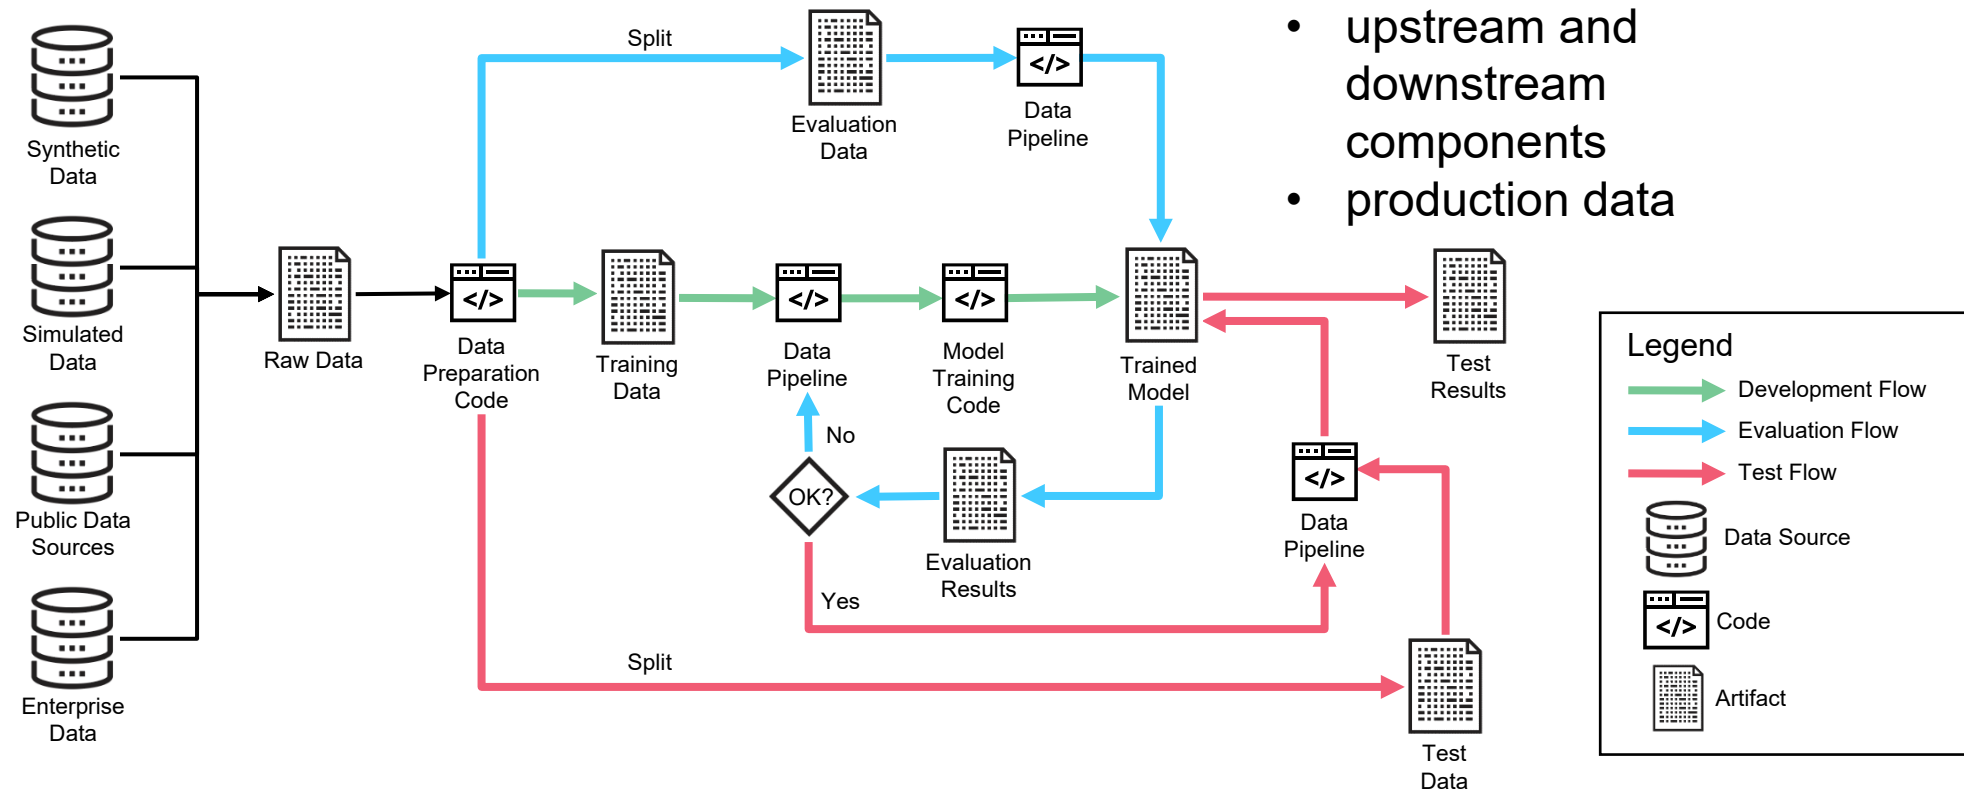 • upstream and
downstream
components
• production data
Split
Evaluation
Data
</>
Data
Pipeline
Synthetic
Data
Simulated
Data
Public Data
Sources
Enterprise
Data
Raw Data
</>
Data
Preparation
Code
Training
Data
</>
Data
Pipeline
</>
Model
Training
Code
Trained
Model
Test
Results
No
OK?
Yes
Evaluation
Results
</>
Data
Pipeline
Split
Test
Data
Legend
Development Flow
Evaluation Flow
Test Flow
Data Source
</>
Code
Artifact